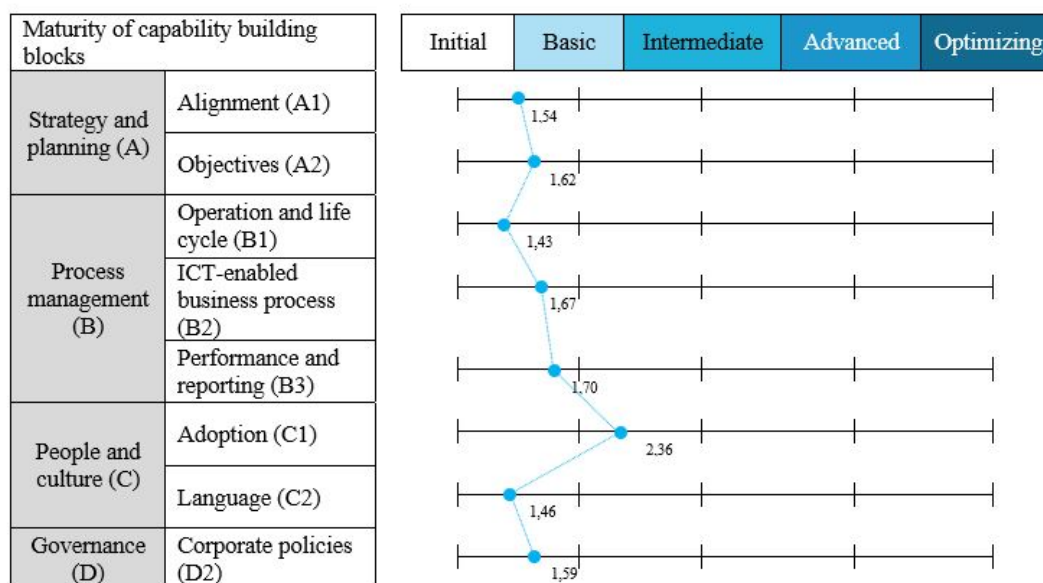 Maturity of capability building
blocks
Initial
Basic
Intermediate
Advanced
Optimizing
Strategy and
planning (A)
Alignment (A1)
1,54
Objectives (A2)
1,62
Process
management
(B)
Operation and life
cycle (B1)
1,43
ICT-enabled
business process
(B2)
1,67
Performance and
reporting (B3)
1,70
People and
culture (C)
Adoption (C1)
2,36
Language (C2)
1,46
Governance
(D)
Corporate policies
(D2)
1,59